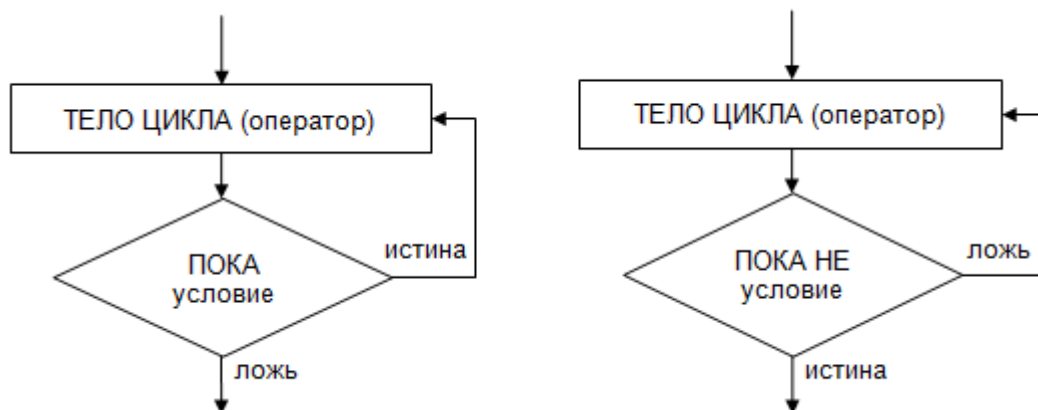 ТЕЛО ЦИКЛА (оператор)
ПОКА
условие
истина
ложь
ТЕЛО ЦИКЛА (оператор)
ПОКА НЕ
условие
ложь
истина